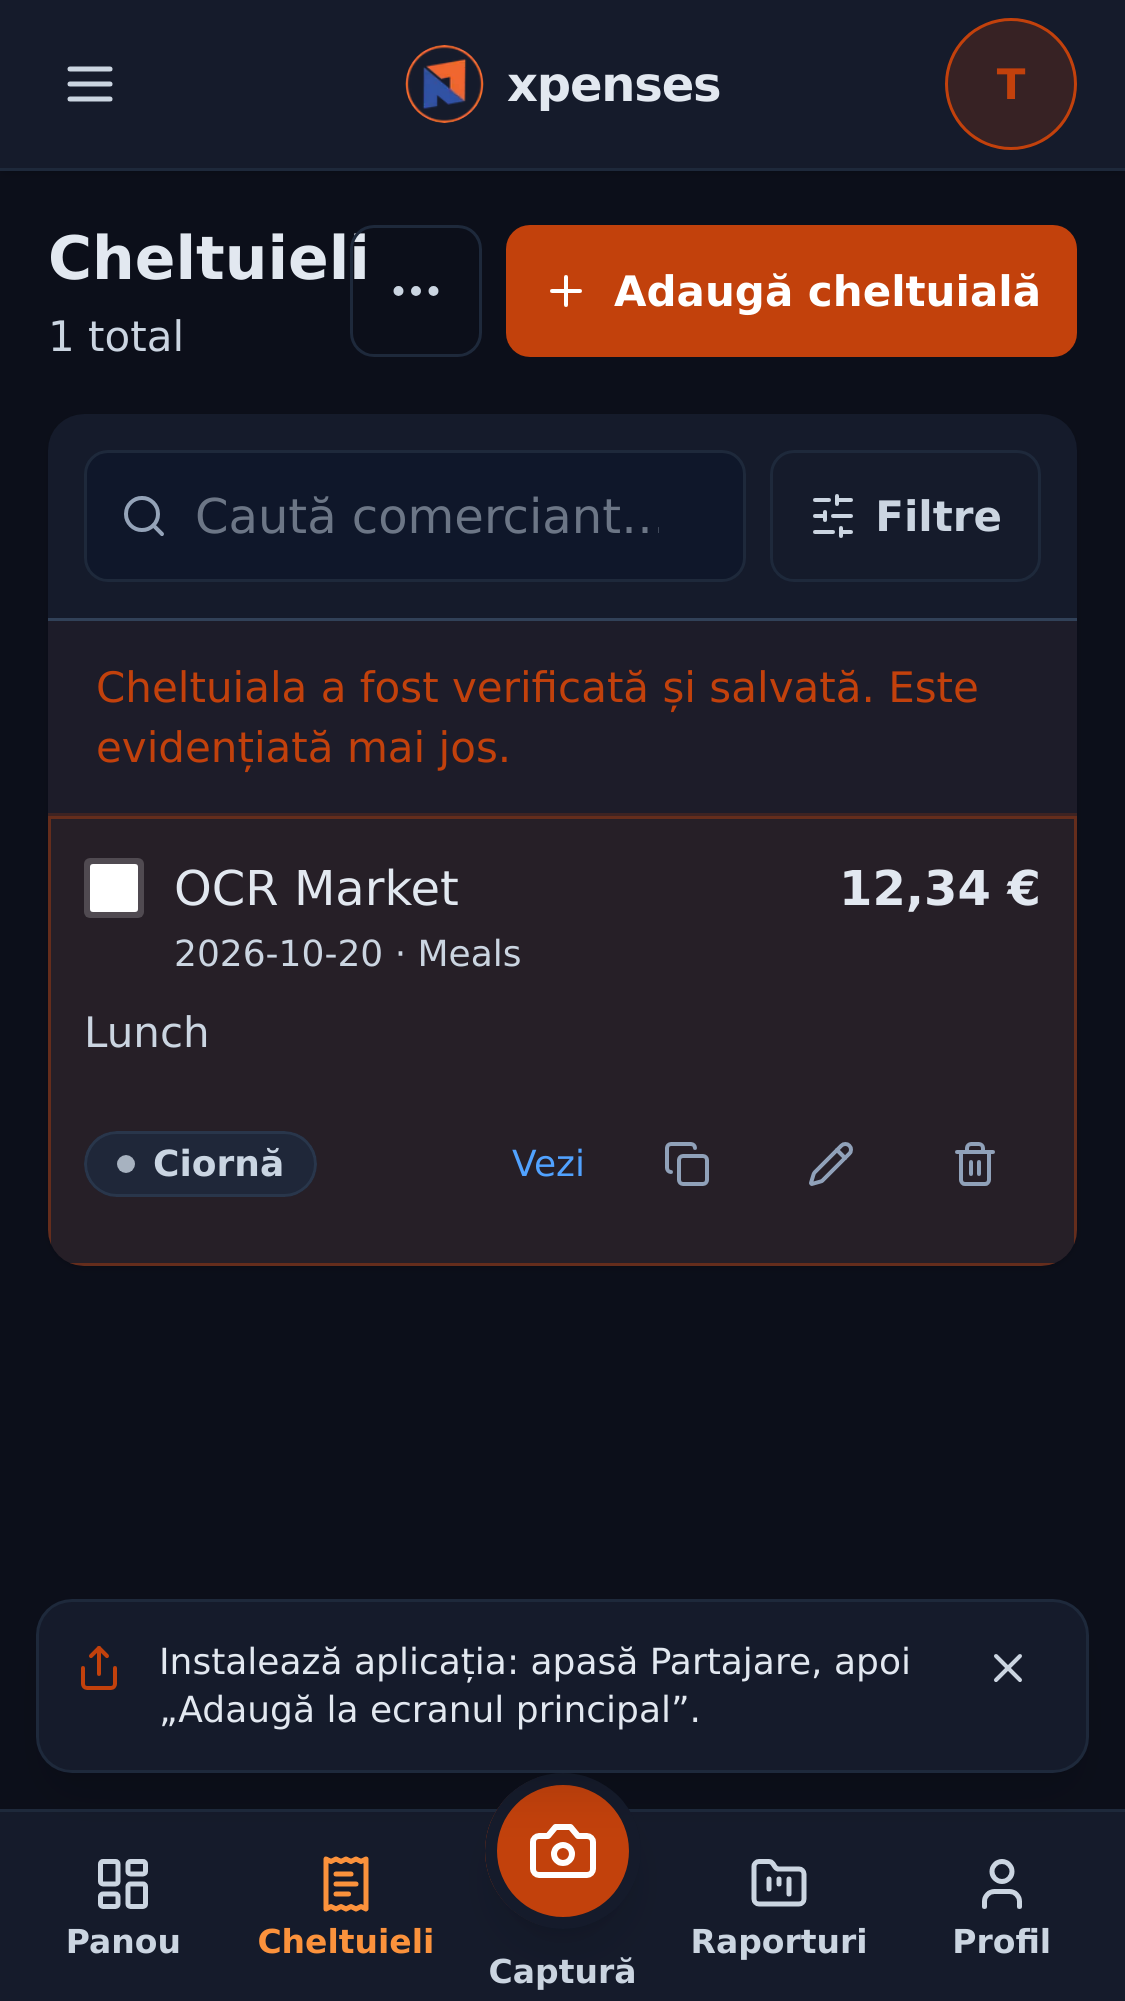 xpenses
T
Cheltuieli
1 total
Adaugă cheltuială
Caută comerciant...
Filtre
Cheltuiala a fost verificată și salvată. Este
evidențiată mai jos.
OCR Market
12,34 €
2026-10-20 · Meals
Lunch
Ciornă
Vezi
Instalează aplicația: apasă Partajare, apoi
„Adaugă la ecranul principal”.
Panou
Cheltuieli
Captură
Raporturi
Profil